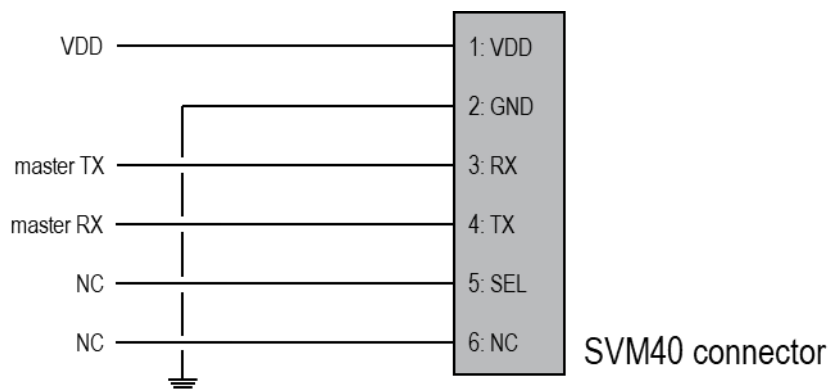 VDD 1: VDD
2: GND
master TX 3: RX
master RX 4: TX
NC 5: SEL
NC 6: NC
SVM40 connector